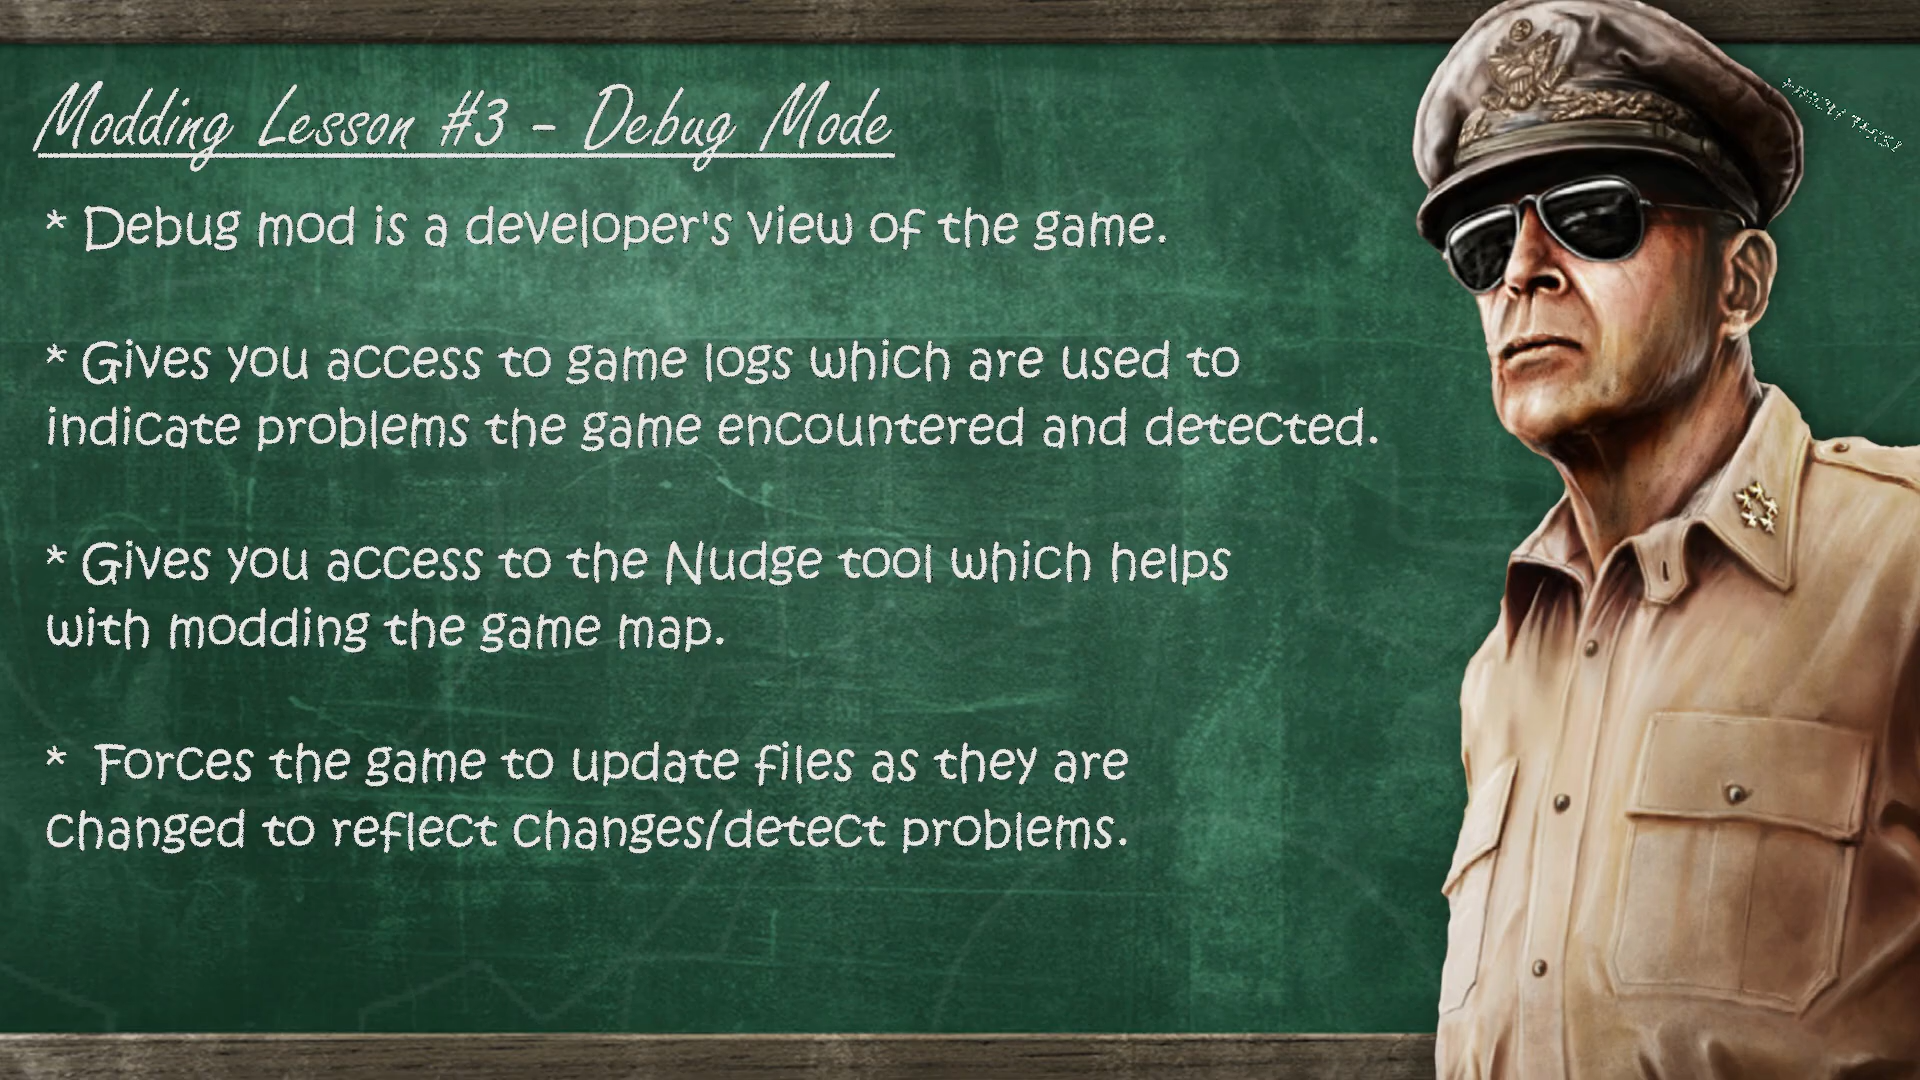 Modding Lesson #3 - Debug Mode
* Debug mod is a developer's view of the game.
* Gives you access to game logs which are used to
indicate problems the game encountered and detected.
* Gives you access to the Nudge tool which helps
with modding the game map.
* Forces the game to update files as they are
changed to reflect changes/detect problems.